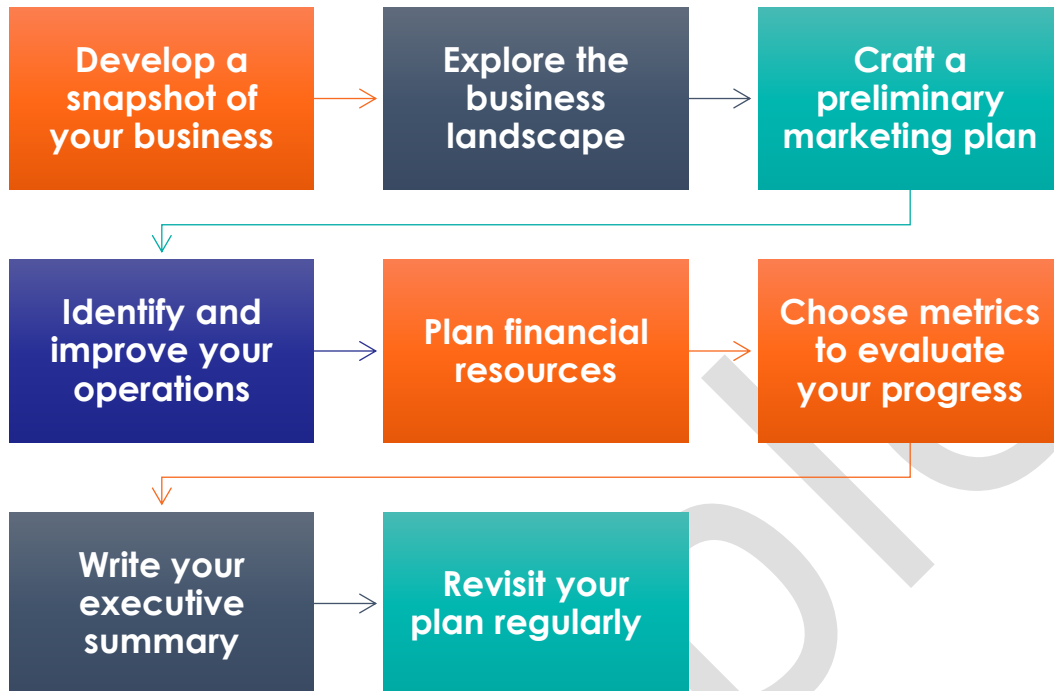 Develop a
snapshot of
your business
Explore the
business
landscape
Craft a
preliminary
marketing plan
Identify and
improve your
operations
Plan financial
resources
Choose metrics
to evaluate
your progress
Write your
executive
summary
Revisit your
plan regularly